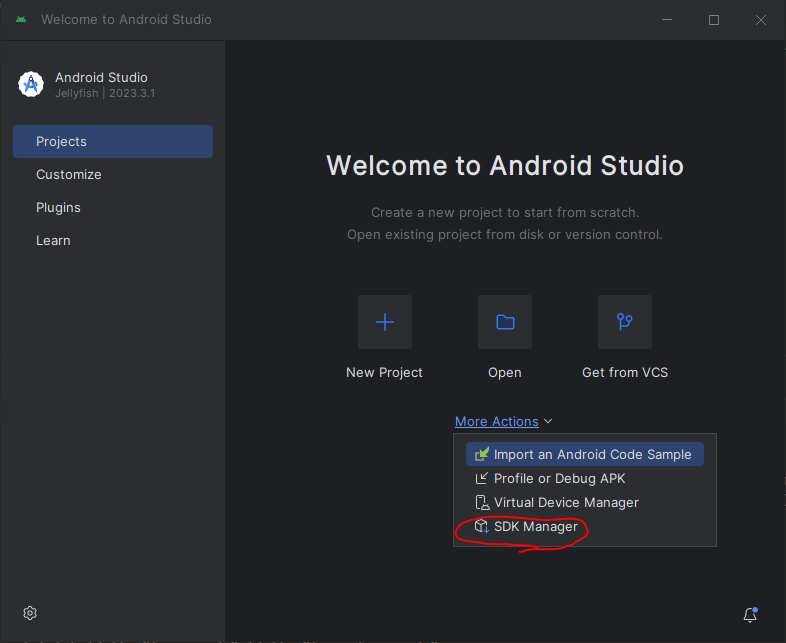 Welcome to Android Studio
Android Studio
Jellyfish | 2023.3.1
Projects
Customize
Plugins
Learn
Welcome to Android Studio
Create a new project to start from scratch.
Open existing project from disk or version control.
New Project
Open
Get from VCS
More Actions
Import an Android Code Sample
Profile or Debug APK
Virtual Device Manager
SDK Manager